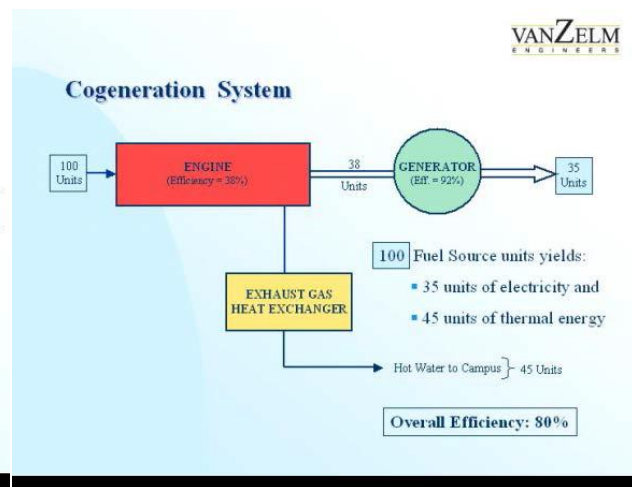 VANZELM
ENGINEERS
Cogeneration System
100
Units
ENGINE
(Efficiency = 38%)
38
Units
GENERATOR
(Eff. = 92%)
35
Units
100 Fuel Source units yields:
35 units of electricity and
45 units of thermal energy
EXHAUST GAS
HEAT EXCHANGER
Hot Water to Campus } 45 Units
Overall Efficiency: 80%